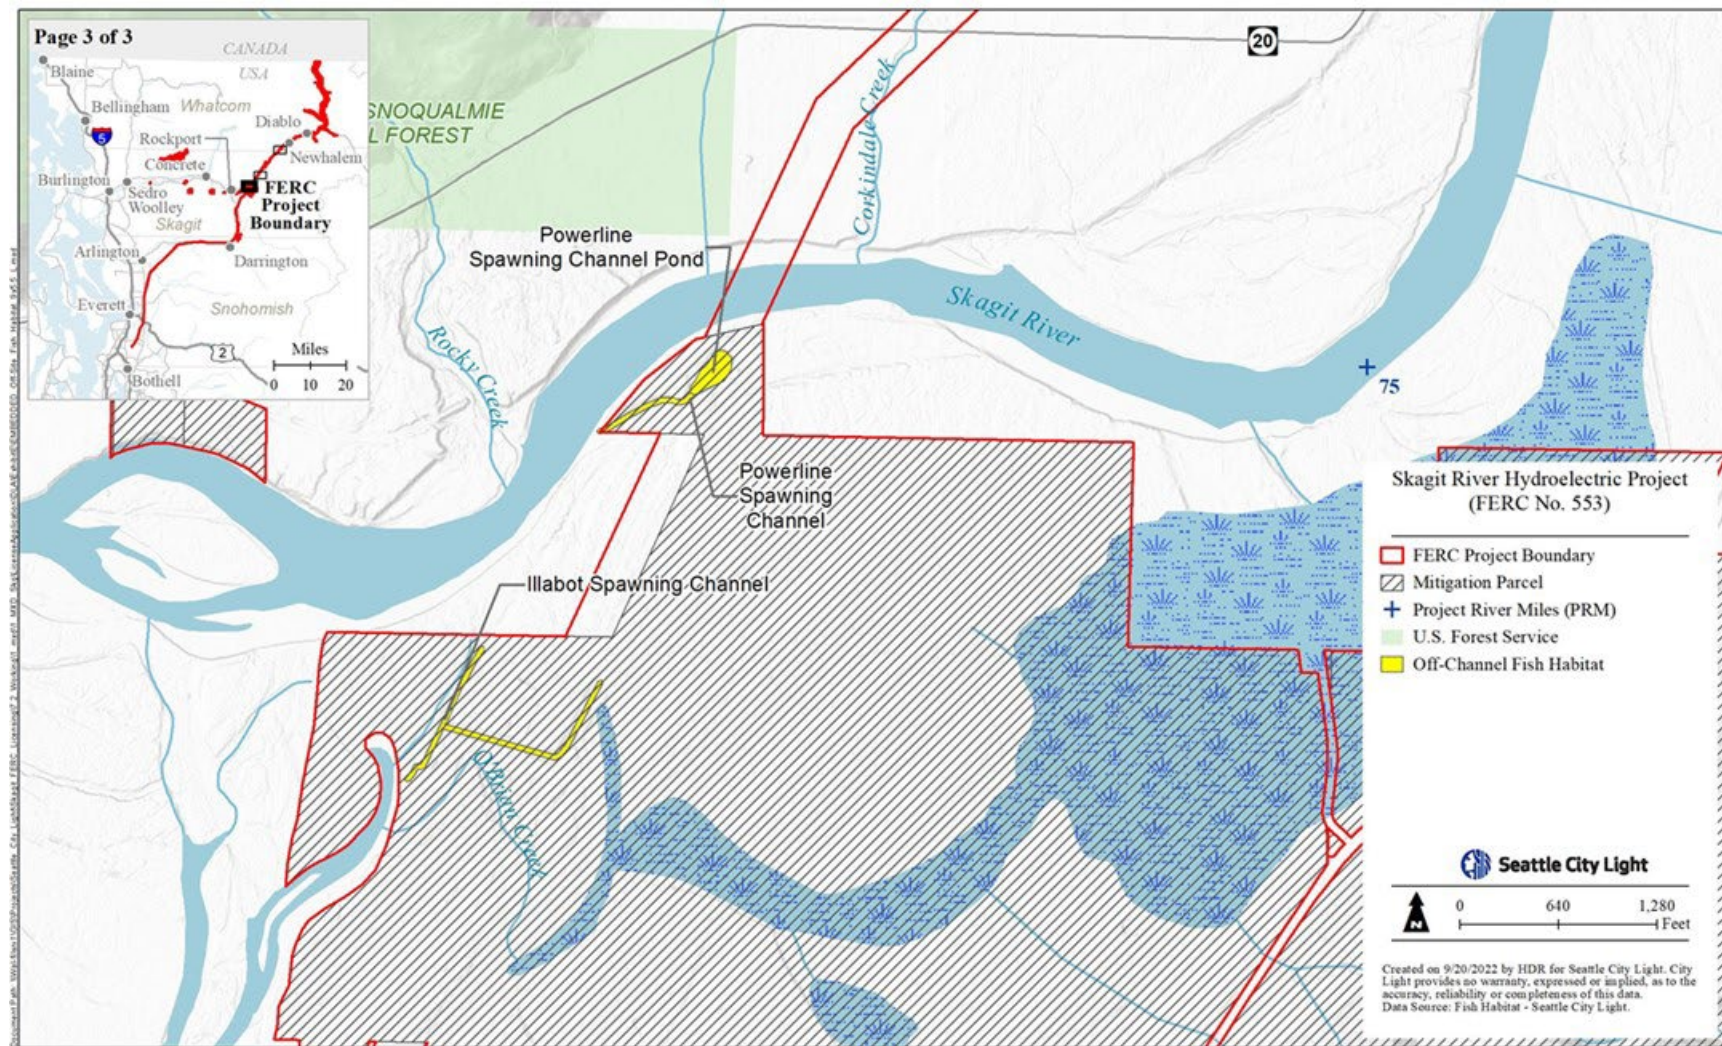 Page 3 of 3
CANADA
USA
Blaine
Bellingham
Whatcom
5
Diablo
Rockport
Newhalem
Concrete
Burlington
Sedro
Woolley
FERC
Project
Boundary
Skagit
Arlington
Darrington
Everett
Snohomish
2
Miles
0 10 20
Bothell
SNOQUALMIE
L FOREST
20
Corkindale Creek
Powerline
Spawning Channel Pond
Skagit River
Rocky Creek
75
Powerline
Spawning
Channel
Illabot Spawning Channel
O'Brian Creek
Skagit River Hydroelectric Project
(FERC No. 553)
FERC Project Boundary
Mitigation Parcel
Project River Miles (PRM)
U.S. Forest Service
Off-Channel Fish Habitat
Seattle City Light
N
0 640 1,280
Feet
Created on 9/20/2022 by HDR for Seattle City Light. City
Light provides no warranty, expressed or implied, as to the
accuracy, reliability or completeness of this data.
Data Source: Fish Habitat - Seattle City Light.